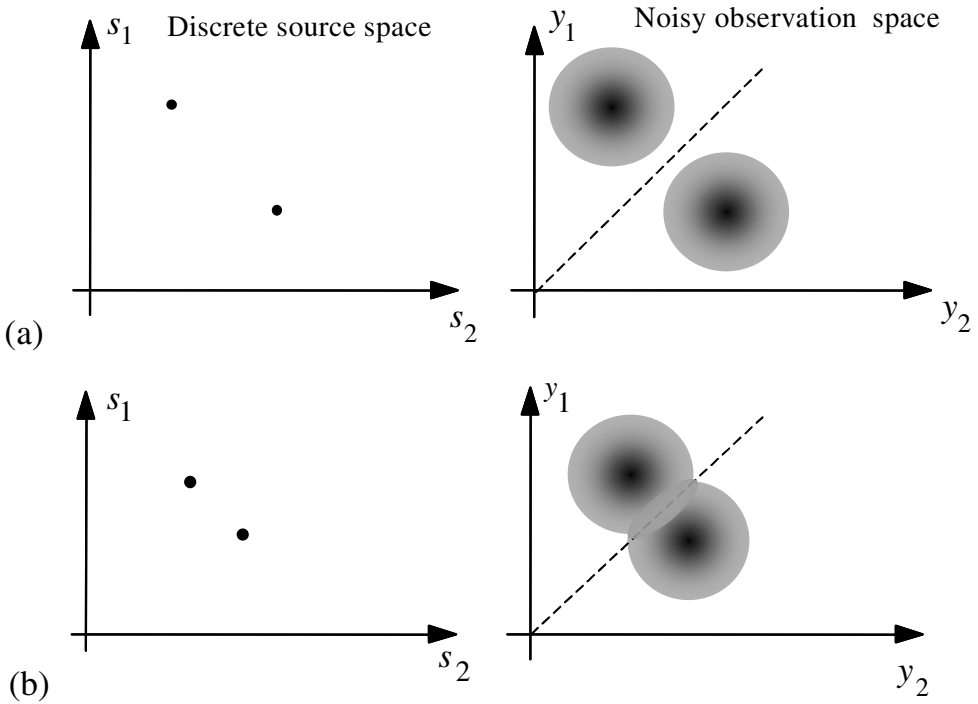 s1 Discrete source space
y1 Noisy observation space
s2
y2
(a)
s1
y1
s2
y2
(b)